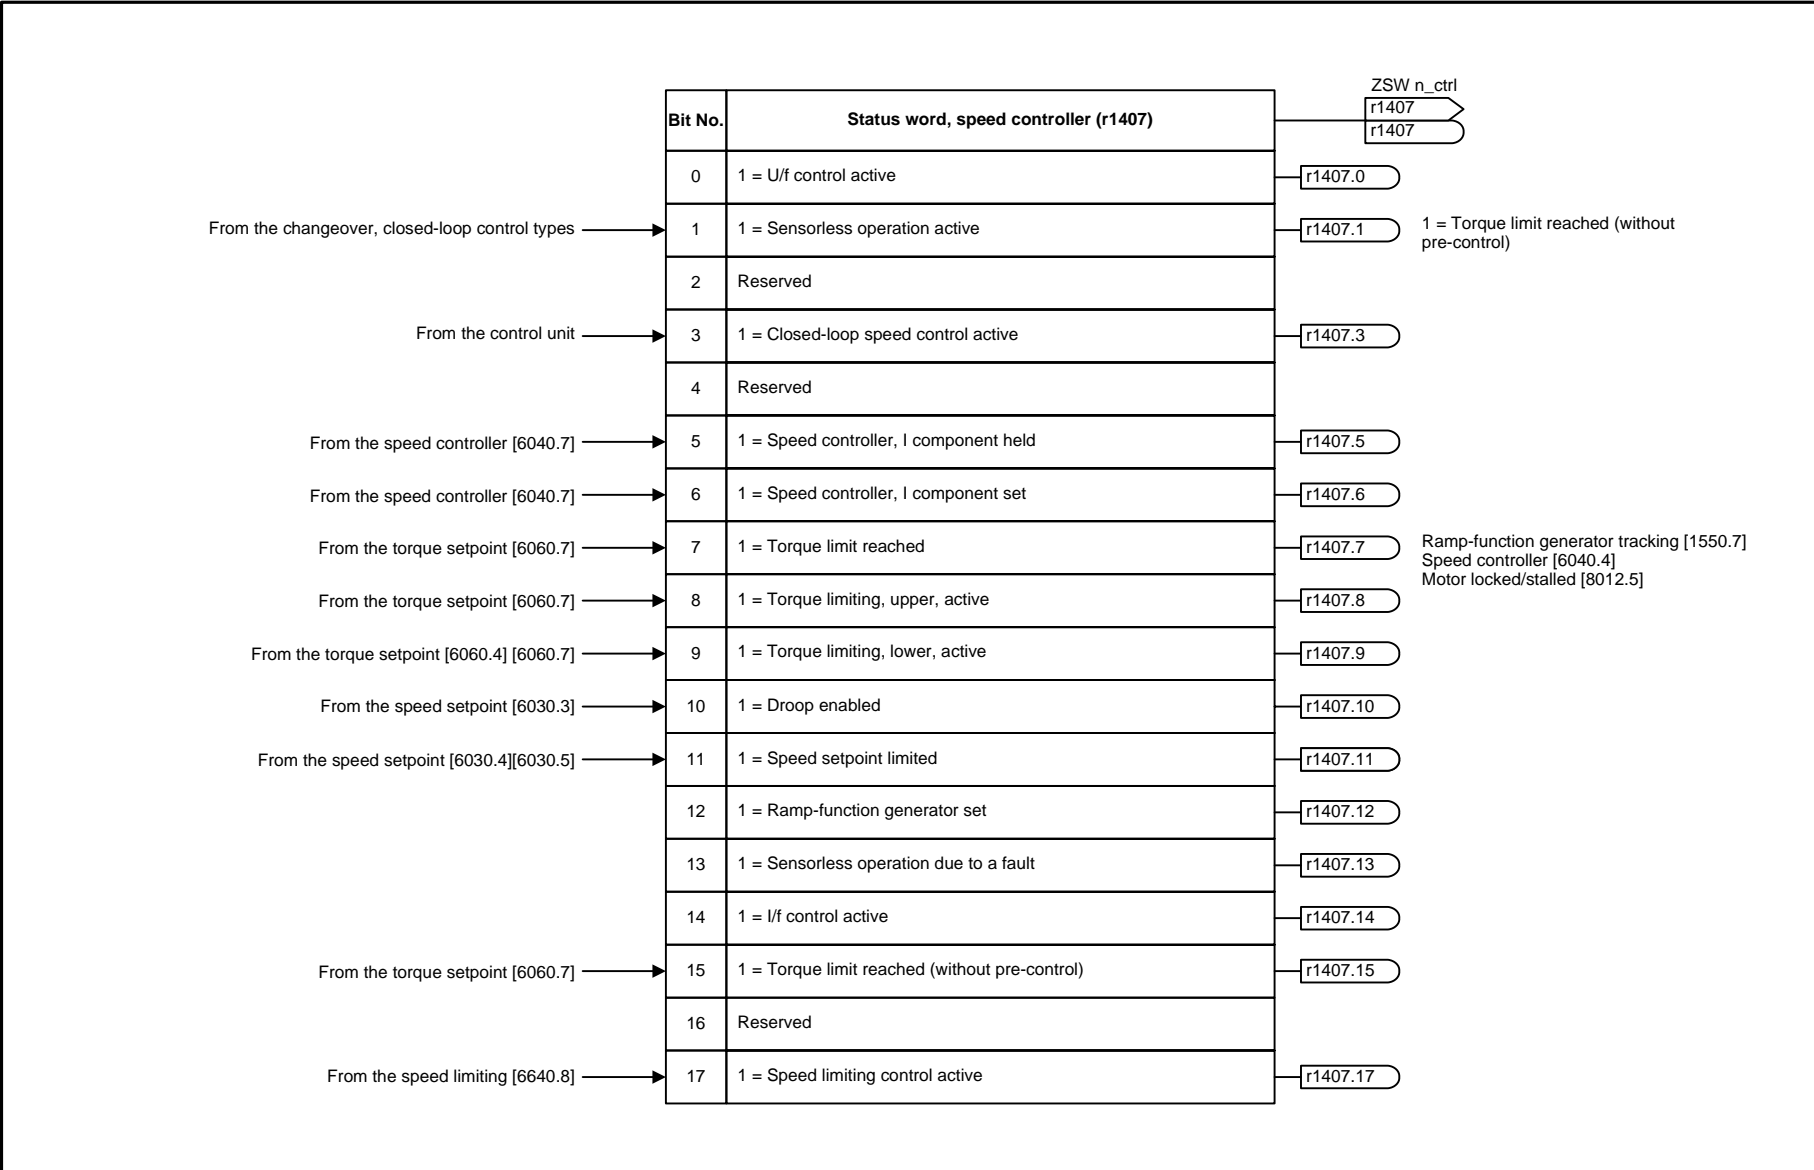 ZSW n_ctrl
Bit No. Status word, speed controller (r1407) r1407
r1407
0 1 = U/f control active r1407.0
From the changeover, closed-loop control types 1 1 = Sensorless operation active r1407.1 1 = Torque limit reached (without
pre-control)
2 Reserved
From the control unit 3 1 = Closed-loop speed control active r1407.3
4 Reserved
From the speed controller [6040.7] 5 1 = Speed controller, I component held r1407.5
From the speed controller [6040.7] 6 1 = Speed controller, I component set r1407.6
From the torque setpoint [6060.7] 7 1 = Torque limit reached r1407.7 Ramp-function generator tracking [1550.7]
Speed controller [6040.4]
Motor locked/stalled [8012.5]
From the torque setpoint [6060.7] 8 1 = Torque limiting, upper, active r1407.8
From the torque setpoint [6060.4] [6060.7] 9 1 = Torque limiting, lower, active r1407.9
From the speed setpoint [6030.3] 10 1 = Droop enabled r1407.10
From the speed setpoint [6030.4][6030.5] 11 1 = Speed setpoint limited r1407.11
12 1 = Ramp-function generator set r1407.12
13 1 = Sensorless operation due to a fault r1407.13
14 1 = I/f control active r1407.14
From the torque setpoint [6060.7] 15 1 = Torque limit reached (without pre-control) r1407.15
16 Reserved
From the speed limiting [6640.8] 17 1 = Speed limiting control active r1407.17